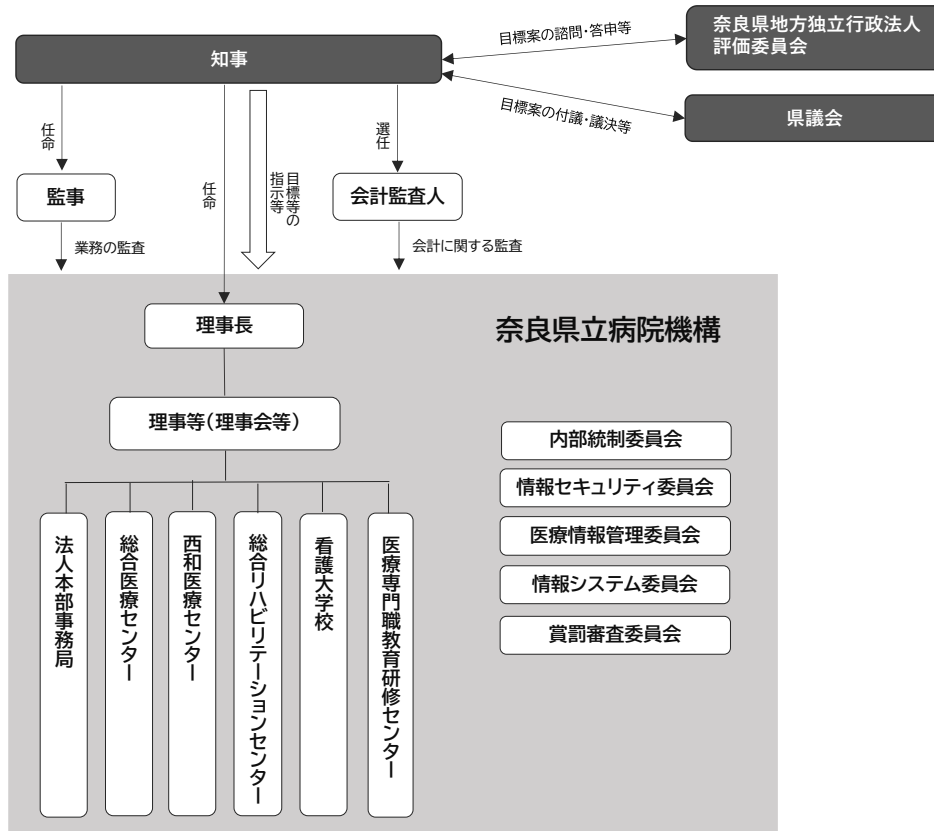 奈良県地方独立行政法人
評価委員会
目標案の諮問・答申等
知事
県議会
目標案の付議・議決等
任命
任命
目標等の
指示等
選任
監事
会計監査人
業務の監査
会計に関する監査
理事長
奈良県立病院機構
理事等(理事会等)
内部統制委員会
情報セキュリティ委員会
医療情報管理委員会
情報システム委員会
賞罰審査委員会
法人本部事務局
総合医療センター
西和医療センター
総合リハビリテーションセンター
看護大学校
医療専門職教育研修センター